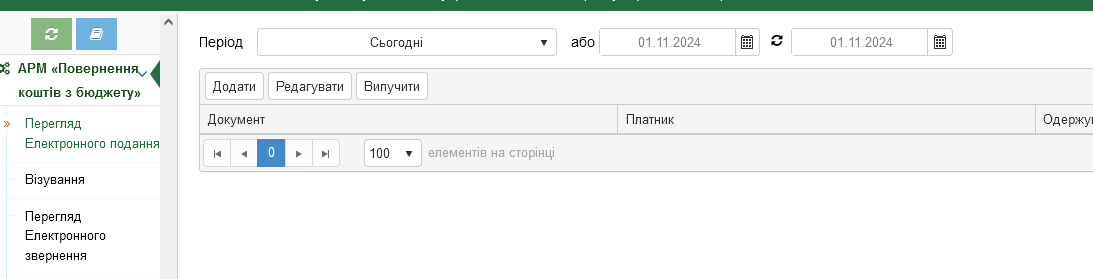 Період
Сьогодні
або
01.11.2024
01.11.2024
АРМ «Повернення
коштів з бюджету»
Перегляд
Електронного подання
Візування
Перегляд
Електронного
звернення
Додати
Редагувати
Вилучити
Документ
Платник
Одержу
0
100
елементів на сторінці